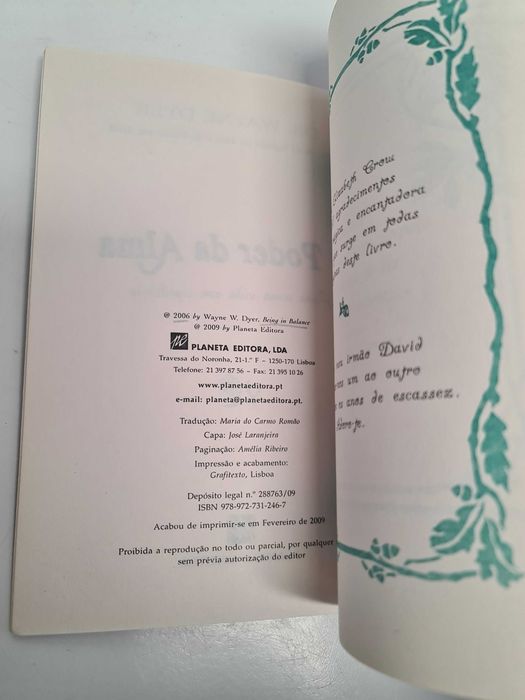 Poder da Alma
@ 2006 by Wayne W. Dyer, Being in Balance
@ 2009 by Planeta Editora
PLANETA EDITORA, LDA
Travessa do Noronha, 21-1.º F – 1250-170 Lisboa
Telefone: 21 397 87 56 – Fax: 21 395 10 26
www.planetaeditora.pt
e-mail: planeta@planetaeditora.pt.
Tradução: Maria do Carmo Romão
Capa: José Laranjeira
Paginação: Amélia Ribeiro
Impressão e acabamento:
Grafitexto, Lisboa
Depósito legal n.º 288763/09
ISBN 978-972-731-246-7
Acabou de imprimir-se em Fevereiro de 2009
Proibida a reprodução no todo ou parcial, por qualquer
sem prévia autorização do editor
Crow
agradecimentos
e encantadora
surge em todas
deste livro.
irmão David
um ao outro
anos de escassez.